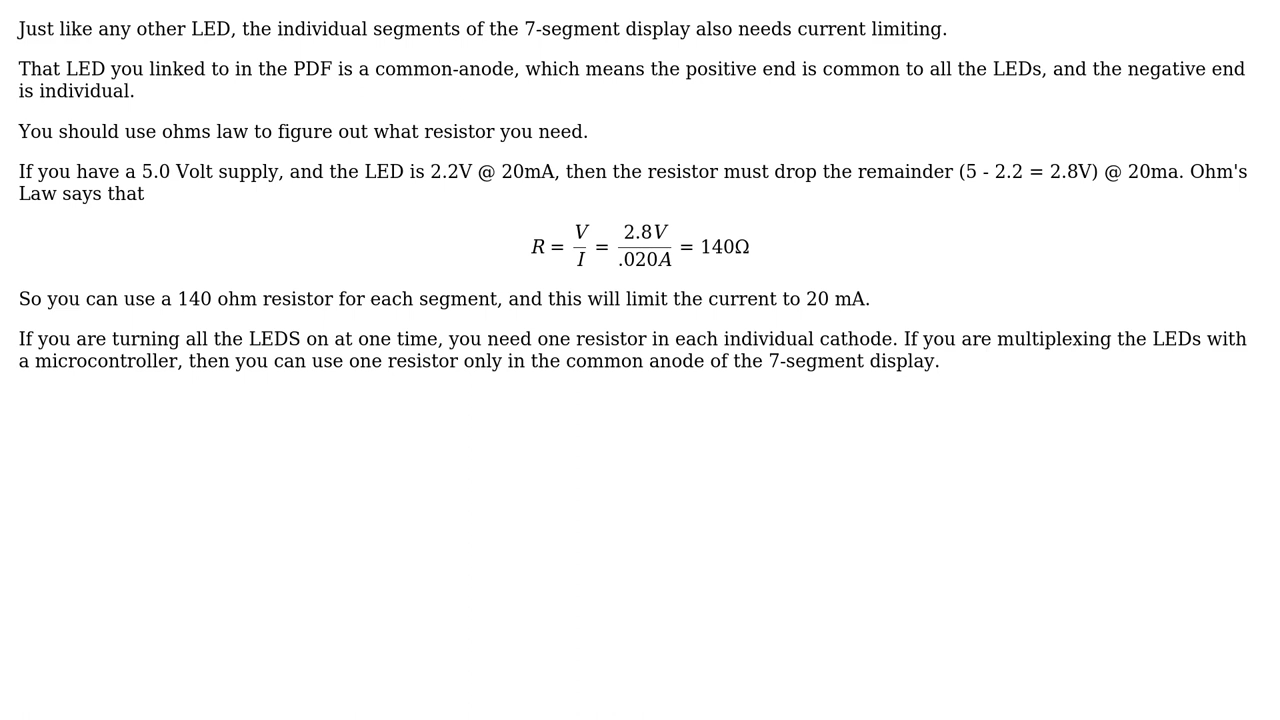 Just like any other LED, the individual segments of the 7-segment display also needs current limiting.
That LED you linked to in the PDF is a common-anode, which means the positive end is common to all the LEDs, and the negative end
is individual.
You should use ohms law to figure out what resistor you need.
If you have a 5.0 Volt supply, and the LED is 2.2V @ 20mA, then the resistor must drop the remainder (5 - 2.2 = 2.8V) @ 20ma. Ohm's
Law says that
R = V/I = 2.8V/.020A = 140Ω
So you can use a 140 ohm resistor for each segment, and this will limit the current to 20 mA.
If you are turning all the LEDS on at one time, you need one resistor in each individual cathode. If you are multiplexing the LEDs with
a microcontroller, then you can use one resistor only in the common anode of the 7-segment display.